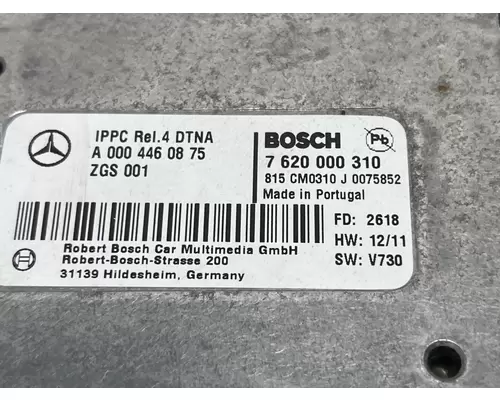 IPPC Rel.4 DTNA
A 000 446 08 75
ZGS 001
BOSCH
Pb
7 620 000 310
815 CM0310 J 0075852
Made in Portugal
FD: 2618
HW: 12/11
SW: V730
Robert Bosch Car Multimedia GmbH
Robert-Bosch-Strasse 200
31139 Hildesheim, Germany